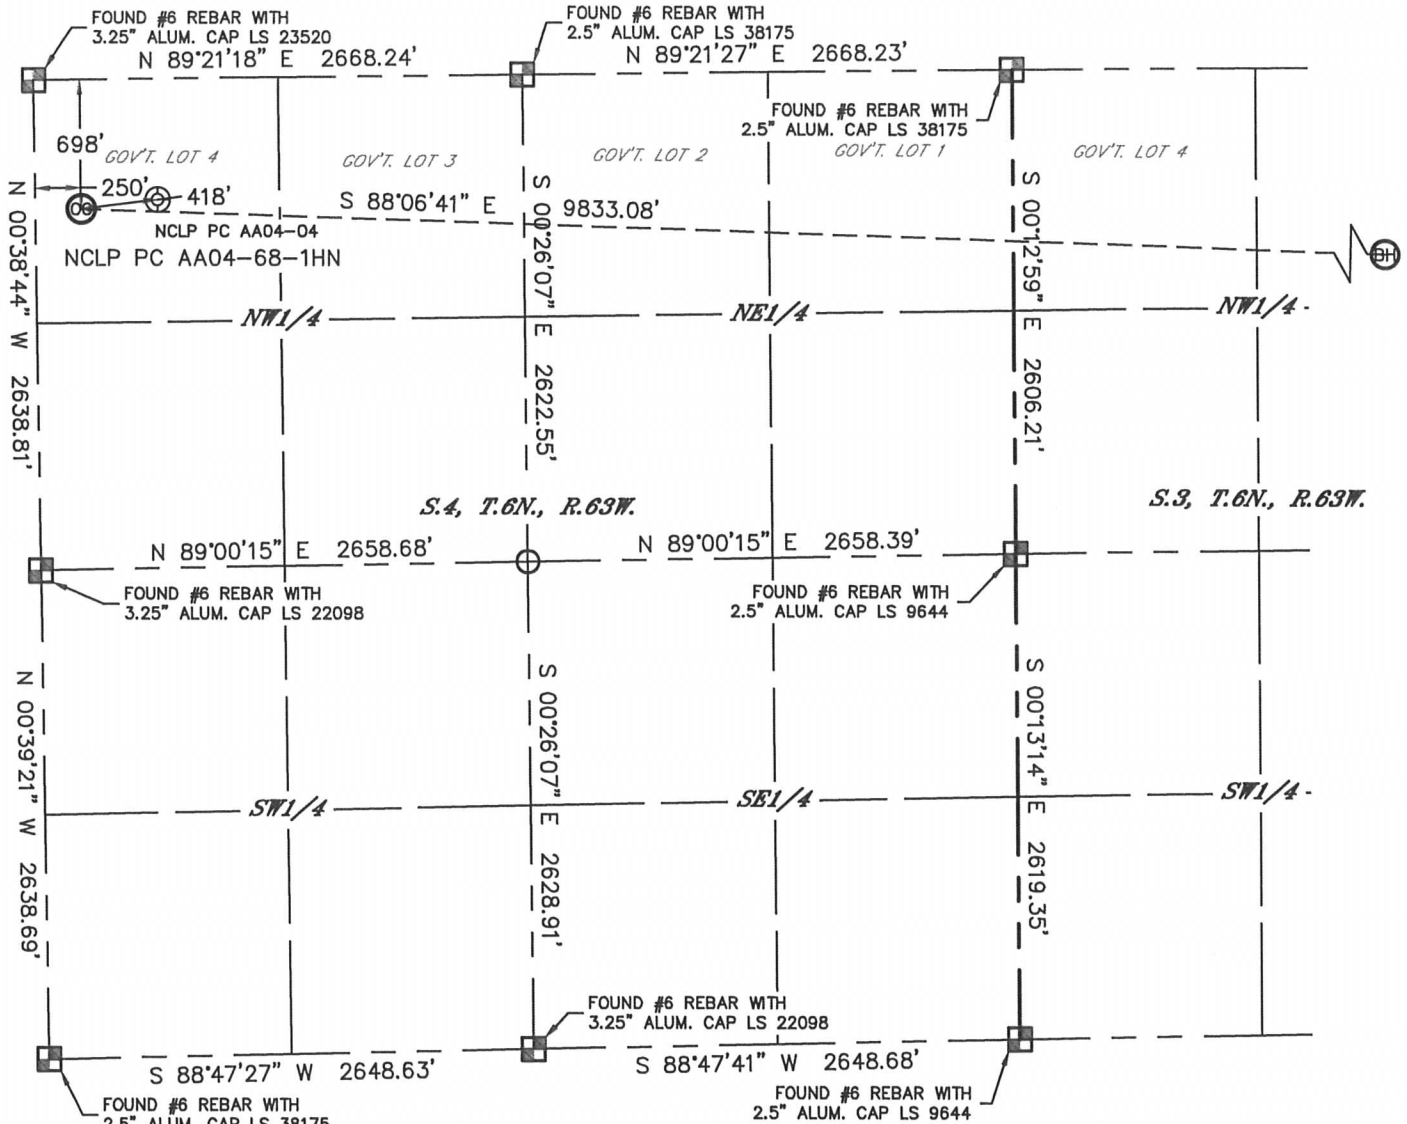 FOUND #6 REBAR WITH
3.25" ALUM. CAP LS 23520
FOUND #6 REBAR WITH
2.5" ALUM. CAP LS 38175
N 89°21'18" E 2668.24'
N 89°21'27" E 2668.23'
FOUND #6 REBAR WITH
2.5" ALUM. CAP LS 38175
698'
GOV'T. LOT 4
GOV'T. LOT 3
GOV'T. LOT 2
GOV'T. LOT 1
GOV'T. LOT 4
250'
418'
S 88°06'41" E 9833.08'
BH
NCLP PC AA04-04
NCLP PC AA04-68-1HN
N 00°38'44" W 2638.81'
S 00°26'07" E 2622.55'
S 00°12'59" E 2606.21'
NW1/4
NE1/4
NW1/4
S.4, T.6N., R.63W.
S.3, T.6N., R.63W.
N 89°00'15" E 2658.68'
N 89°00'15" E 2658.39'
FOUND #6 REBAR WITH
3.25" ALUM. CAP LS 22098
FOUND #6 REBAR WITH
2.5" ALUM. CAP LS 9644
N 00°39'21" W 2638.69'
S 00°26'07" E 2628.91'
S 00°13'14" E 2619.35'
SW1/4
SE1/4
SW1/4
FOUND #6 REBAR WITH
3.25" ALUM. CAP LS 22098
S 88°47'27" W 2648.63'
S 88°47'41" W 2648.68'
FOUND #6 REBAR WITH
2.5" ALUM. CAP LS 9644
FOUND #6 REBAR WITH
2.5" ALUM. CAP LS 38175